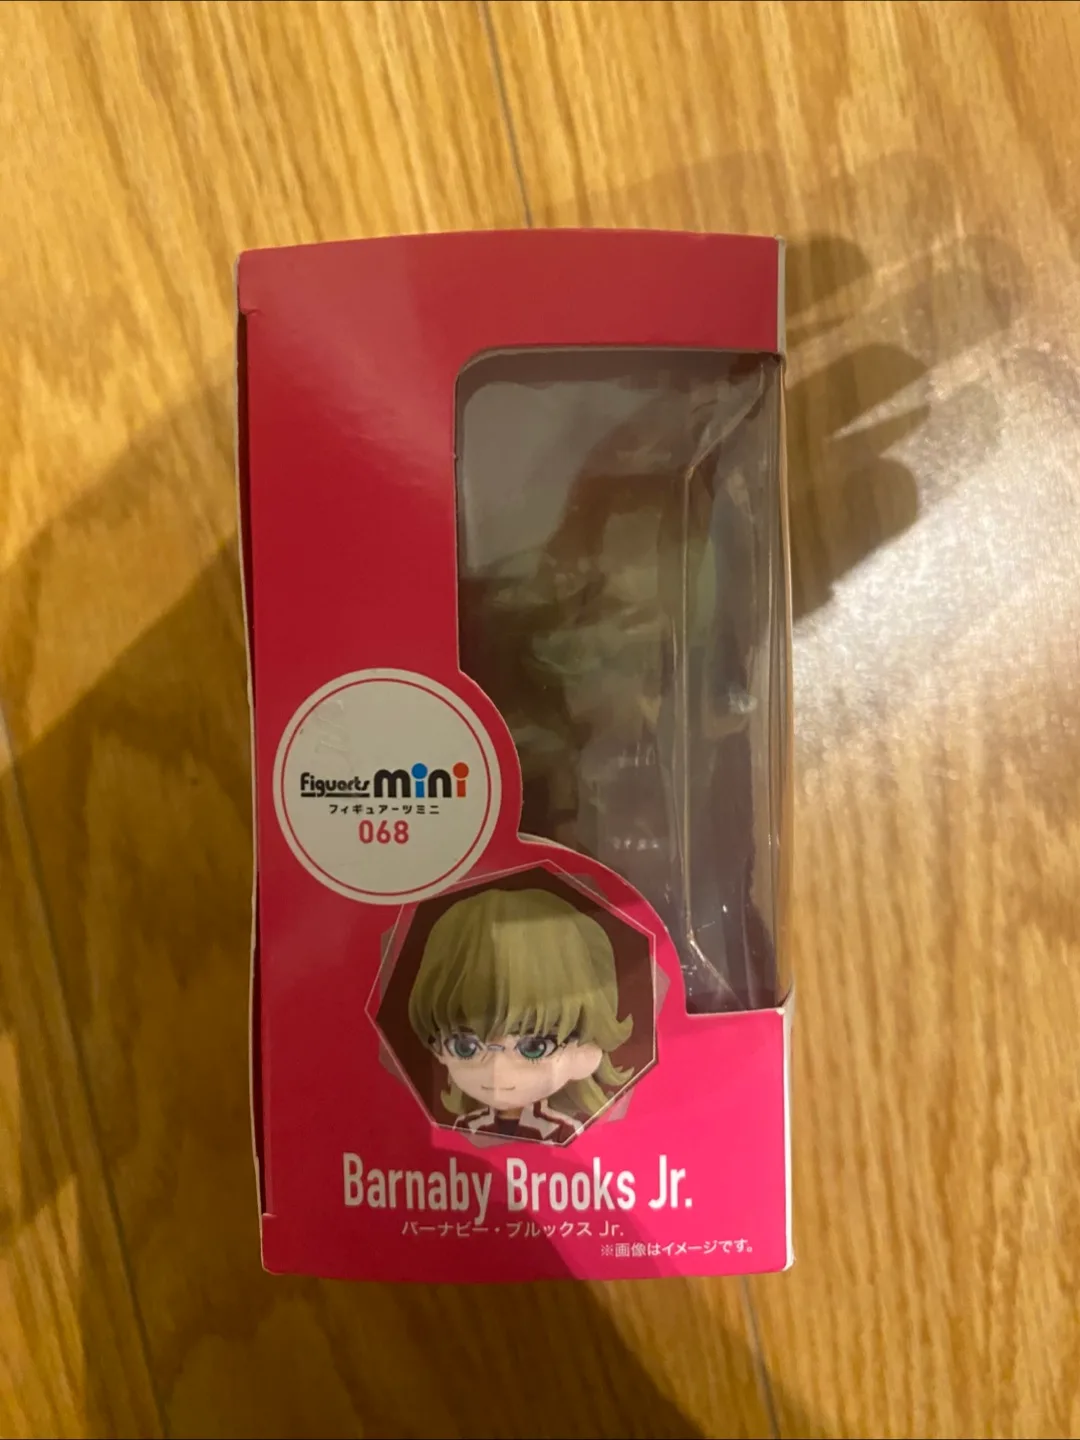 Figuarts mini
フィギュアーツミニ
068
Barnaby Brooks Jr.
バーナビー・ブルックス Jr.
※画像はイメージです。